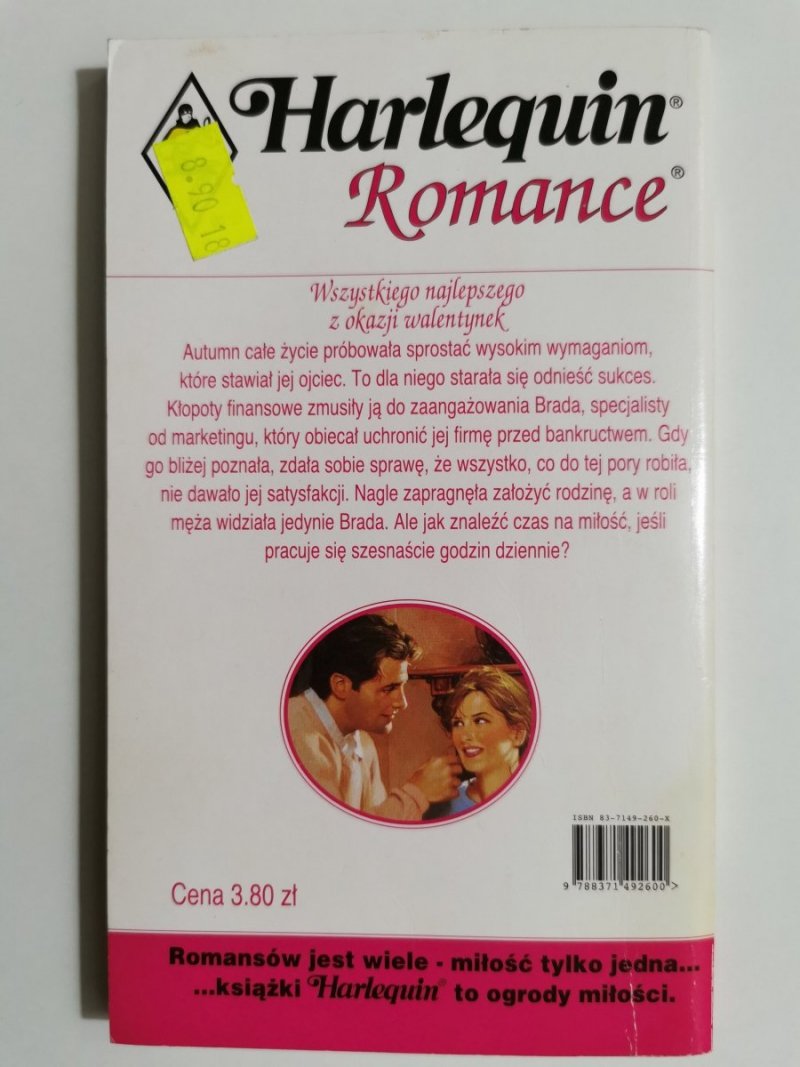 Harlequin®
Romance®
8.90 18
Wszystkiego najlepszego
z okazji walentynek
Autumn całe życie próbowała sprostać wysokim wymaganiom,
które stawiał jej ojciec. To dla niego starała się odnieść sukces.
Kłopoty finansowe zmusiły ją do zaangażowania Brada, specjalisty
od marketingu, który obiecał uchronić jej firmę przed bankructwem. Gdy
go bliżej poznała, zdała sobie sprawę, że wszystko, co do tej pory robiła,
nie dawało jej satysfakcji. Nagle zapragnęła założyć rodzinę, a w roli
męża widziała jedynie Brada. Ale jak znaleźć czas na miłość, jeśli
pracuje się szesnaście godzin dziennie?
ISBN 83-7149-260-X
9 788371 492600 >
Cena 3.80 zł
Romansów jest wiele - miłość tylko jedna...
...książki Harlequin® to ogrody miłości.